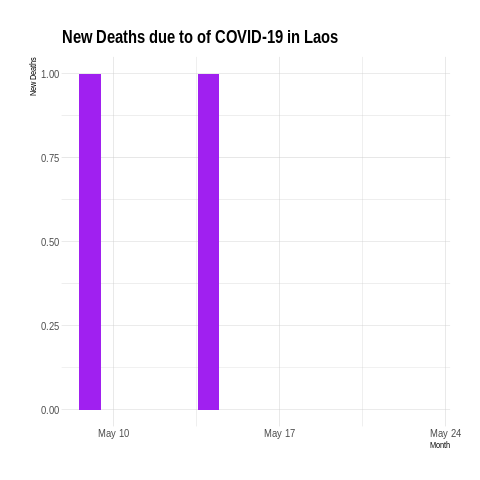 New Deaths due to of COVID-19 in Laos
New Deaths
1.00
0.75
0.50
0.25
0.00
May 10
May 17
May 24
Month